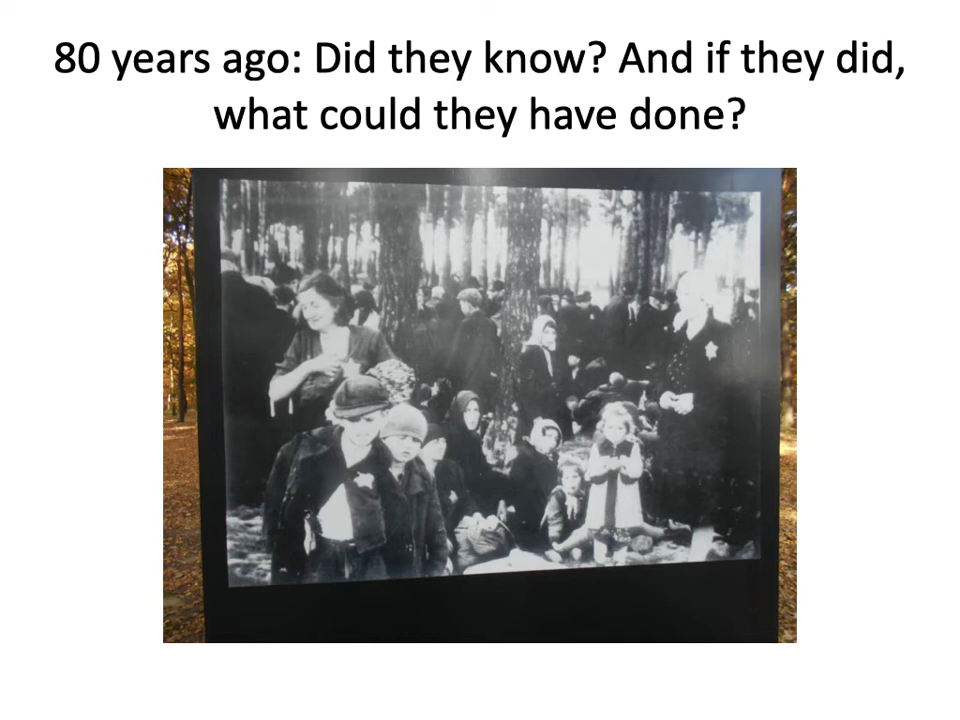 80 years ago: Did they know? And if they did,
what could they have done?